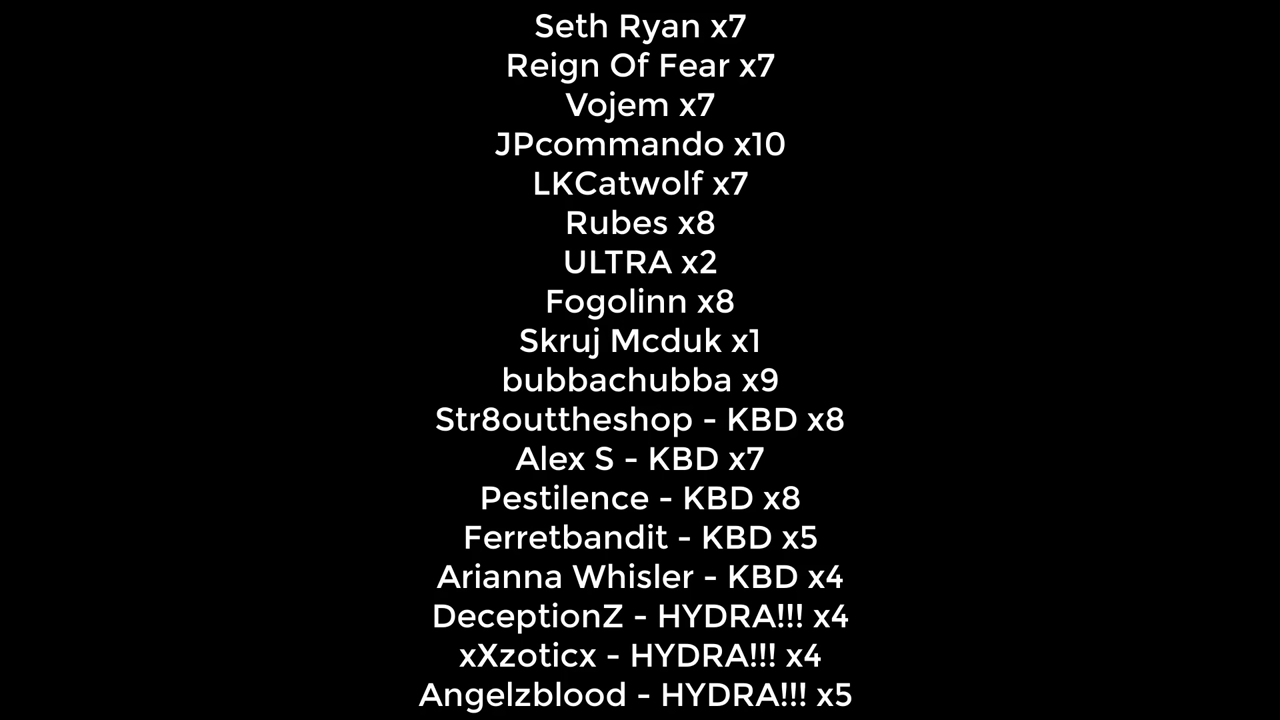 Seth Ryan x7
Reign Of Fear x7
Vojem x7
JPcommando x10
LKCatwolf x7
Rubes x8
ULTRA x2
Fogolinn x8
Skruj Mcduk x1
bubbachubba x9
Str8outtheshop - KBD x8
Alex S - KBD x7
Pestilence - KBD x8
Ferretbandit - KBD x5
Arianna Whisler - KBD x4
DeceptionZ - HYDRA!!! x4
xXzoticx - HYDRA!!! x4
Angelzblood - HYDRA!!! x5